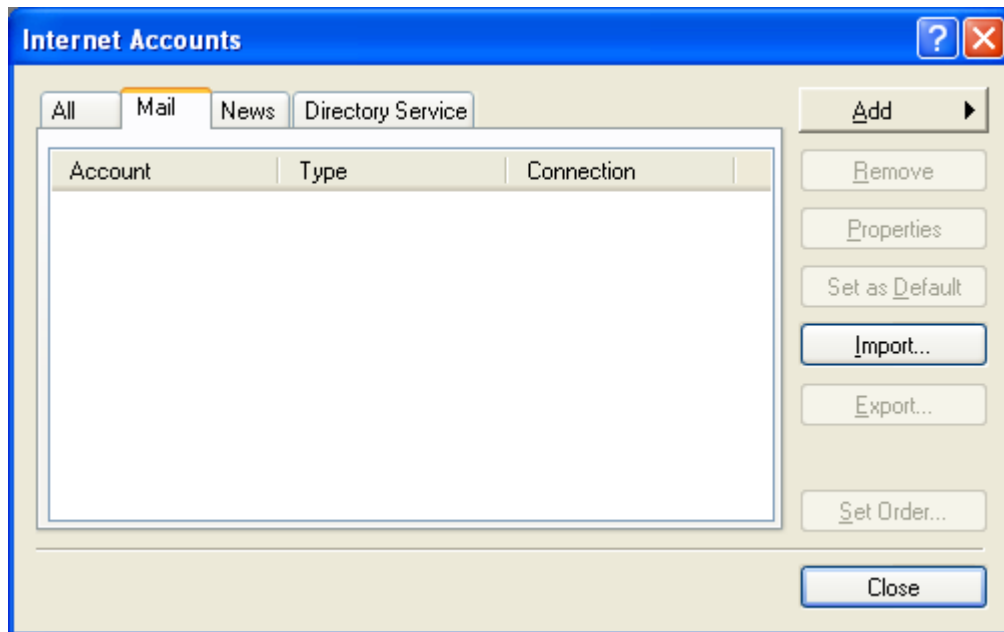 Internet Accounts
All Mail News Directory Service
Account Type Connection
Add
Remove
Properties
Set as Default
Import...
Export...
Set Order...
Close